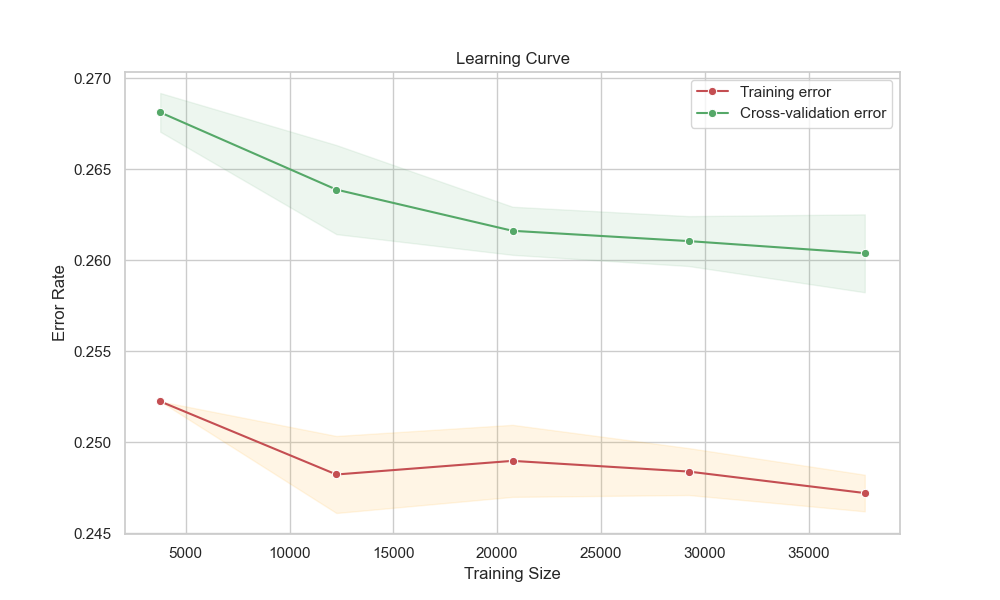 Learning Curve
Training error
Cross-validation error
0.270
0.265
0.260
0.255
0.250
0.245
Error Rate
5000 10000 15000 20000 25000 30000 35000
Training Size